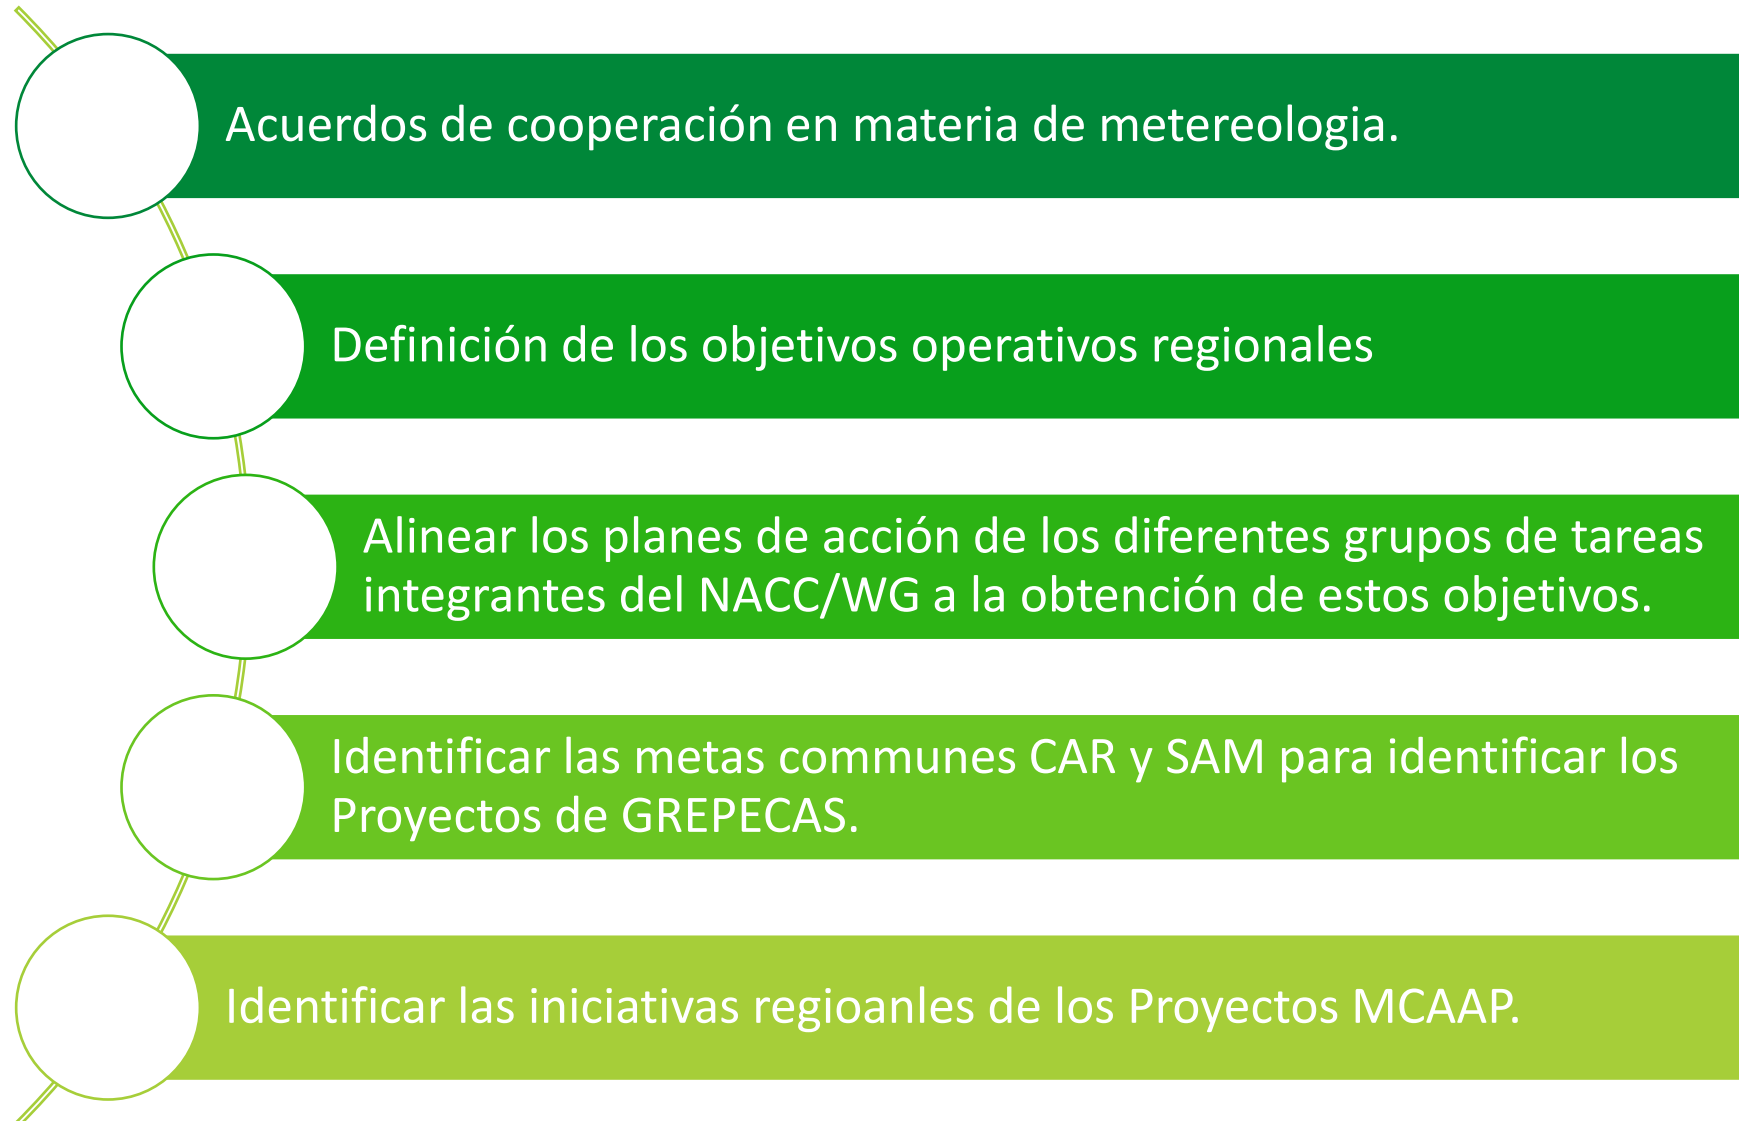 Acuerdos de cooperación en materia de metereologia.
Definición de los objetivos operativos regionales
Alinear los planes de acción de los diferentes grupos de tareas
integrantes del NACC/WG a la obtención de estos objetivos.
Identificar las metas communes CAR y SAM para identificar los
Proyectos de GREPECAS.
Identificar las iniciativas regioanles de los Proyectos MCAAP.